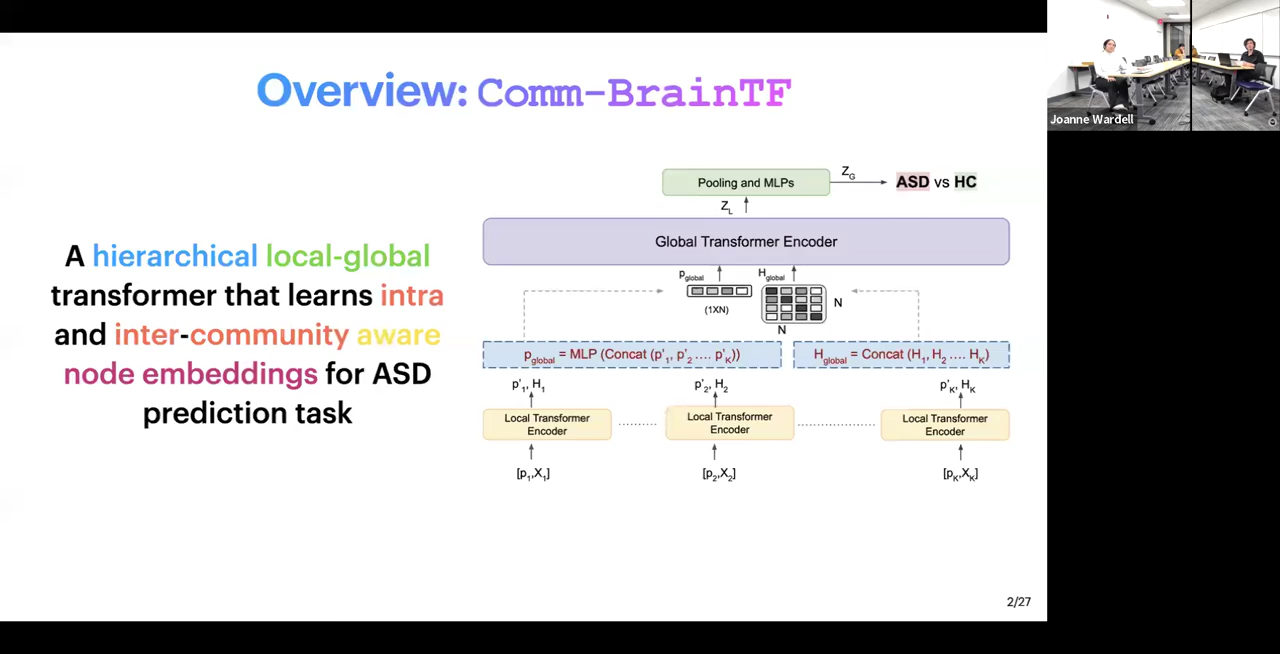 Overview: Comm-BrainTF
Joanne Wardell
A hierarchical local-global
transformer that learns intra
and inter-community aware
node embeddings for ASD
prediction task
Pooling and MLPs
Z_G
ASD vs HC
Z_L
Global Transformer Encoder
p_global
H_global
(1XN)
N
N
p_global = MLP (Concat (p'_1, p'_2 .... p'_K))
H_global = Concat (H_1, H_2 .... H_K)
p'_1, H_1
p'_2, H_2
p'_K, H_K
Local Transformer
Encoder
Local Transformer
Encoder
Local Transformer
Encoder
[p_1,X_1]
[p_2,X_2]
[p_K,X_K]
2/27